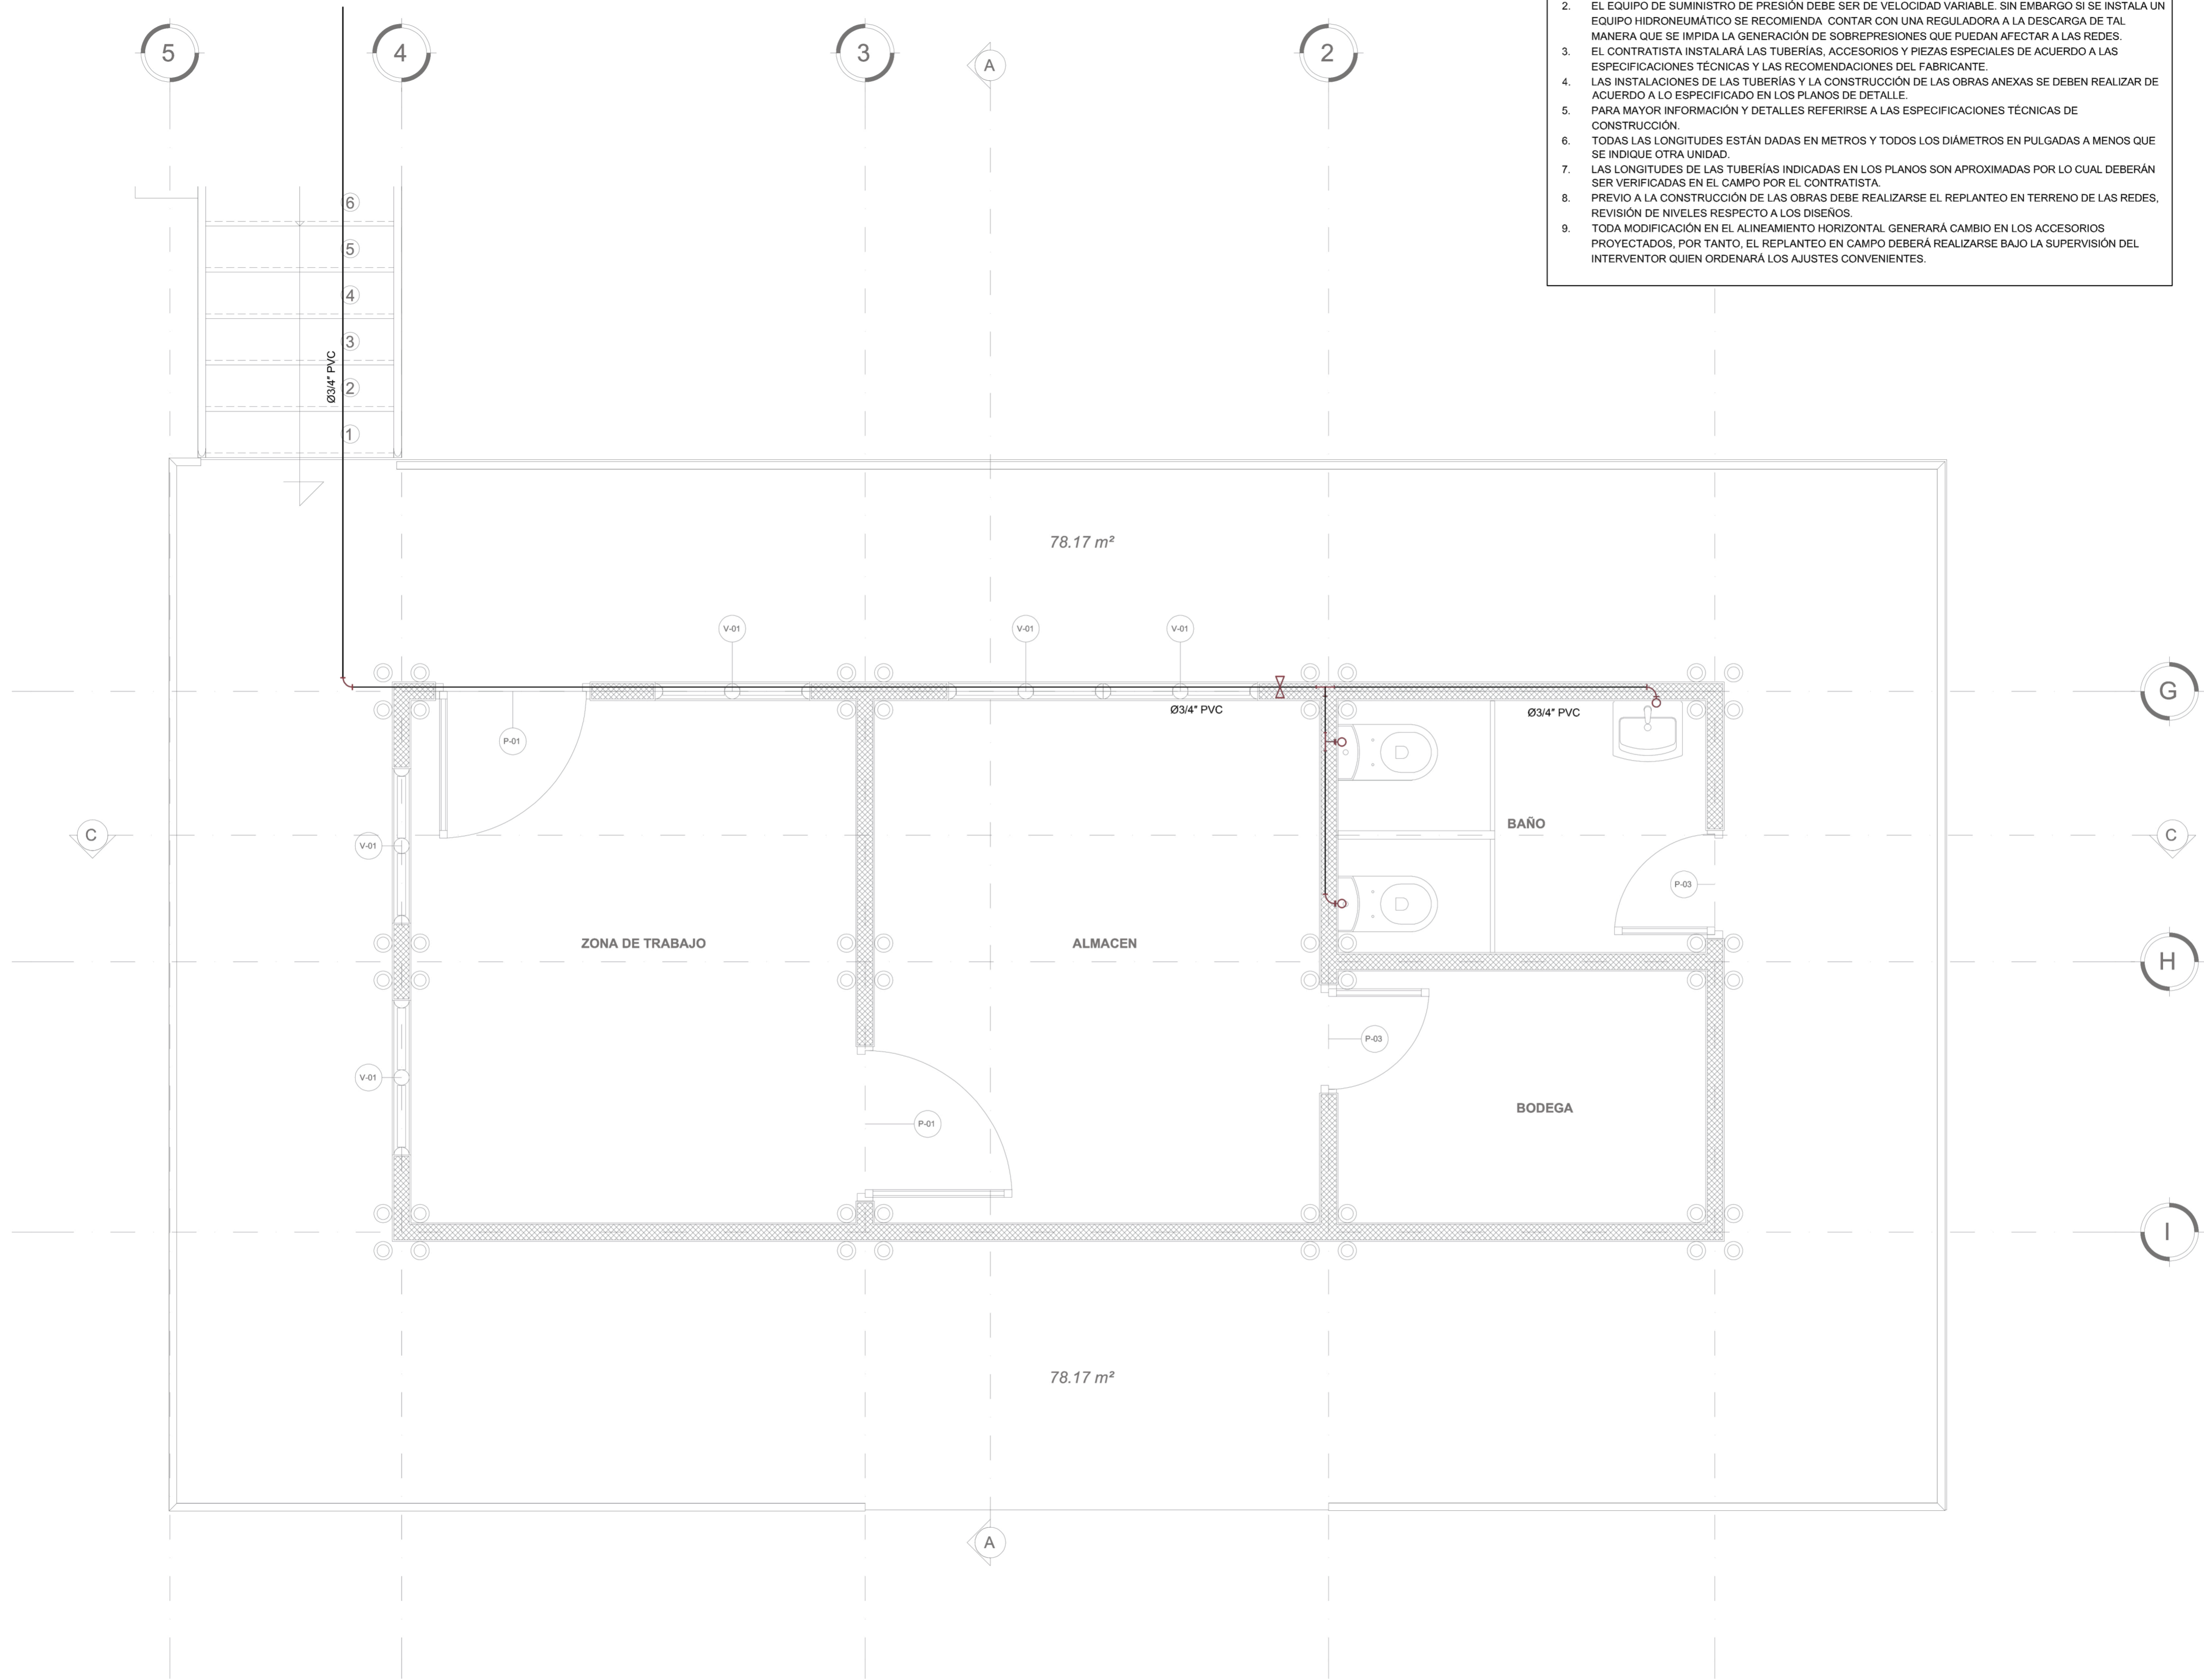 2. EL EQUIPO DE SUMINISTRO DE PRESIÓN DEBE SER DE VELOCIDAD VARIABLE. SIN EMBARGO SI SE INSTALA UN
EQUIPO HIDRONEUMÁTICO SE RECOMIENDA CONTAR CON UNA REGULADORA A LA DESCARGA DE TAL
MANERA QUE SE IMPIDA LA GENERACIÓN DE SOBREPRESIONES QUE PUEDAN AFECTAR A LAS REDES.
3. EL CONTRATISTA INSTALARÁ LAS TUBERÍAS, ACCESORIOS Y PIEZAS ESPECIALES DE ACUERDO A LAS
ESPECIFICACIONES TÉCNICAS Y LAS RECOMENDACIONES DEL FABRICANTE.
4. LAS INSTALACIONES DE LAS TUBERÍAS Y LA CONSTRUCCIÓN DE LAS OBRAS ANEXAS SE DEBEN REALIZAR DE
ACUERDO A LO ESPECIFICADO EN LOS PLANOS DE DETALLE.
5. PARA MAYOR INFORMACIÓN Y DETALLES REFERIRSE A LAS ESPECIFICACIONES TÉCNICAS DE
CONSTRUCCIÓN.
6. TODAS LAS LONGITUDES ESTÁN DADAS EN METROS Y TODOS LOS DIÁMETROS EN PULGADAS A MENOS QUE
SE INDIQUE OTRA UNIDAD.
7. LAS LONGITUDES DE LAS TUBERÍAS INDICADAS EN LOS PLANOS SON APROXIMADAS POR LO CUAL DEBERÁN
SER VERIFICADAS EN EL CAMPO POR EL CONTRATISTA.
8. PREVIO A LA CONSTRUCCIÓN DE LAS OBRAS DEBE REALIZARSE EL REPLANTEO EN TERRENO DE LAS REDES,
REVISIÓN DE NIVELES RESPECTO A LOS DISEÑOS.
9. TODA MODIFICACIÓN EN EL ALINEAMIENTO HORIZONTAL GENERARÁ CAMBIO EN LOS ACCESORIOS
PROYECTADOS, POR TANTO, EL REPLANTEO EN CAMPO DEBERÁ REALIZARSE BAJO LA SUPERVISIÓN DEL
INTERVENTOR QUIEN ORDENARÁ LOS AJUSTES CONVENIENTES.
5
4
3
A
2
6
5
4
3
2
1
Ø3/4" PVC
78.17 m²
V-01
V-01
V-01
G
Ø3/4" PVC
Ø3/4" PVC
P-01
BAÑO
C
C
V-01
P-03
ZONA DE TRABAJO
ALMACEN
H
P-03
V-01
BODEGA
P-01
I
78.17 m²
A